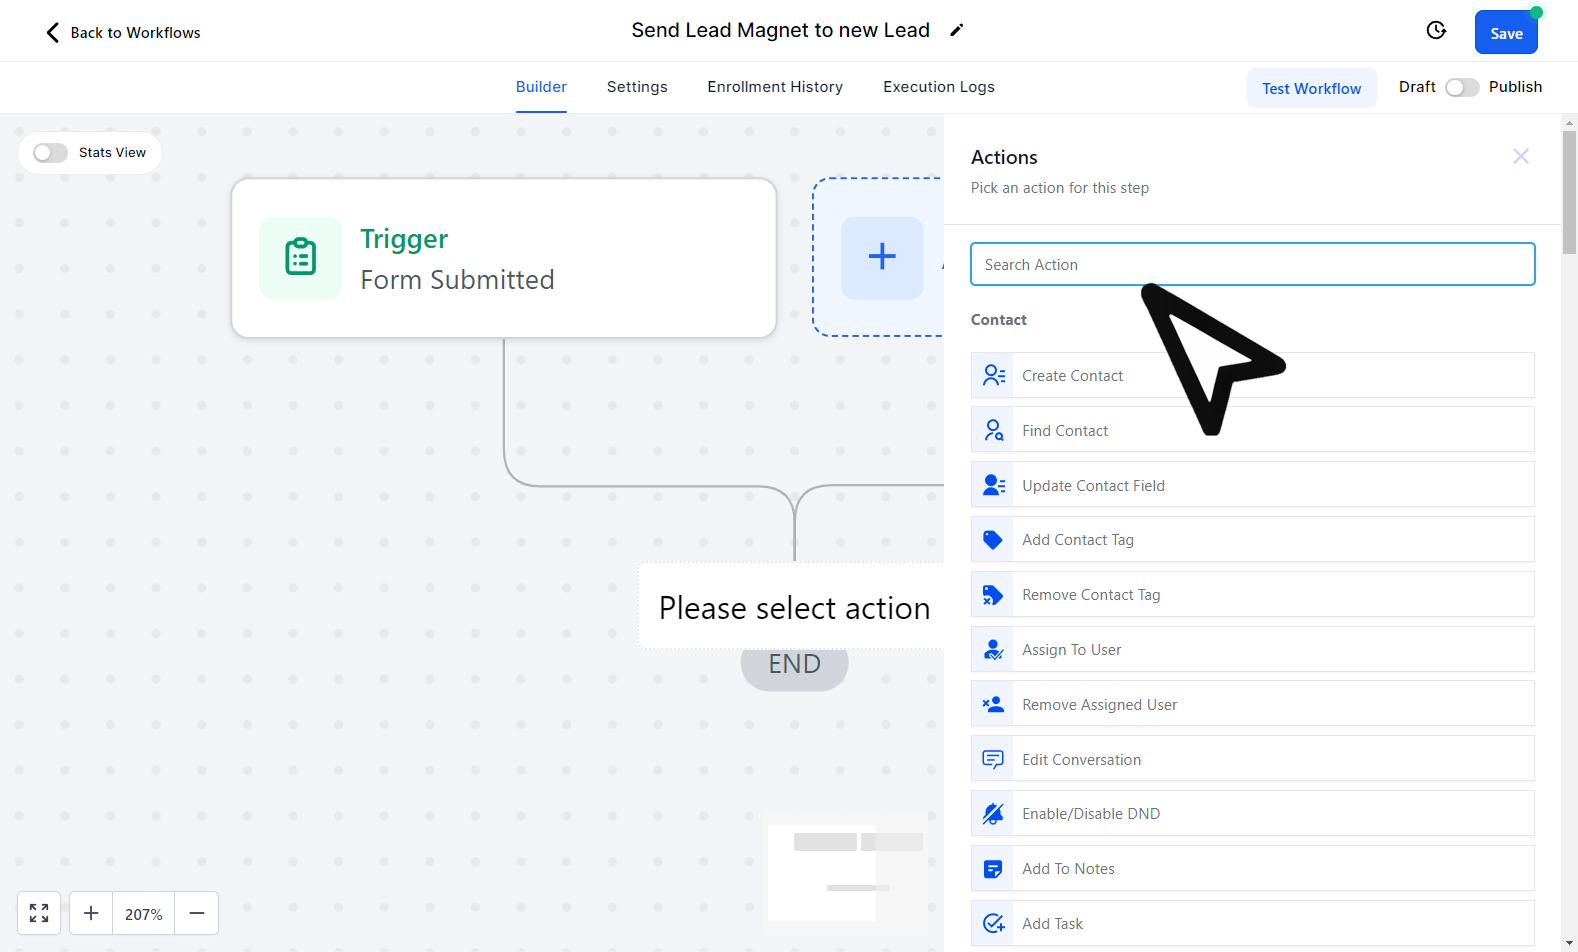 Back to Workflows
Send Lead Magnet to new Lead
Save
Builder
Settings
Enrollment History
Execution Logs
Test Workflow
Draft
Publish
Stats View
Trigger
Form Submitted
Please select action
END
207%
Actions
Pick an action for this step
Search Action
Contact
Create Contact
Find Contact
Update Contact Field
Add Contact Tag
Remove Contact Tag
Assign To User
Remove Assigned User
Edit Conversation
Enable/Disable DND
Add To Notes
Add Task